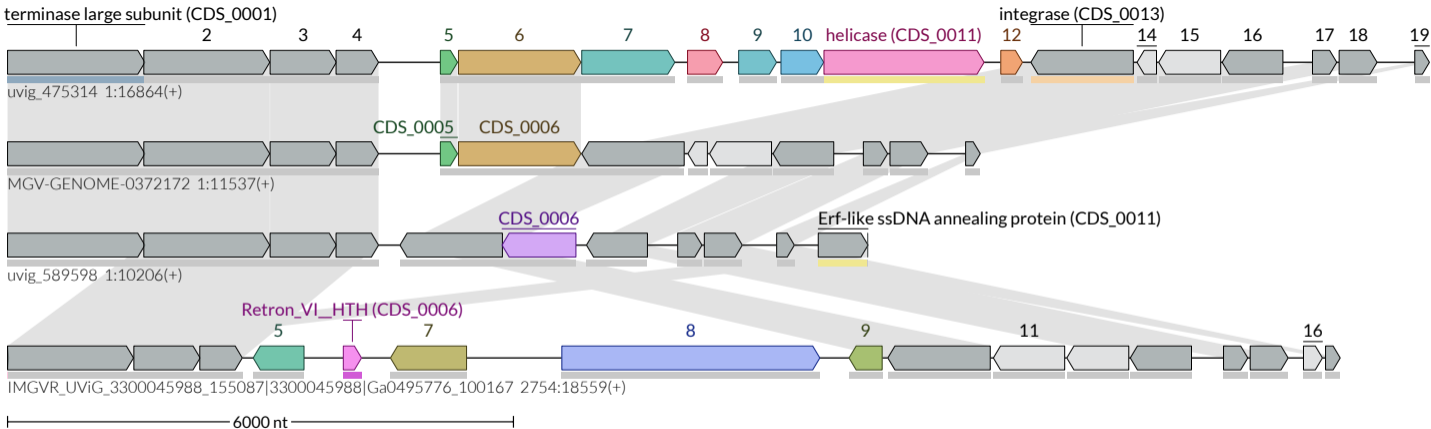 terminase large subunit (CDS_0001) integrase (CDS_0013)
2 3 4 5 6 7 8 9 10 helicase (CDS_0011) 12 14 15 16 17 18 19
uvig_475314 1:16864(+)
CDS_0005 CDS_0006
MGV-GENOME-0372172 1:11537(+)
CDS_0006 Erf-like ssDNA annealing protein (CDS_0011)
uvig_589598 1:10206(+)
Retron_VI__HTH (CDS_0006)
5 7 8 9 11 16
IMGVR_UViG_3300045988_155087|3300045988|Ga0495776_100167 2754:18559(+)
6000 nt